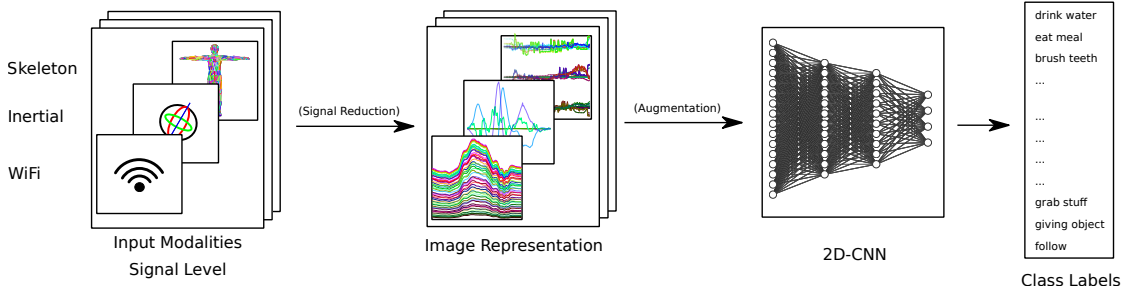 Skeleton
Inertial
WiFi
Input Modalities
Signal Level
(Signal Reduction)
Image Representation
(Augmentation)
2D-CNN
drink water
eat meal
brush teeth
...
...
...
...
...
grab stuff
giving object
follow
Class Labels